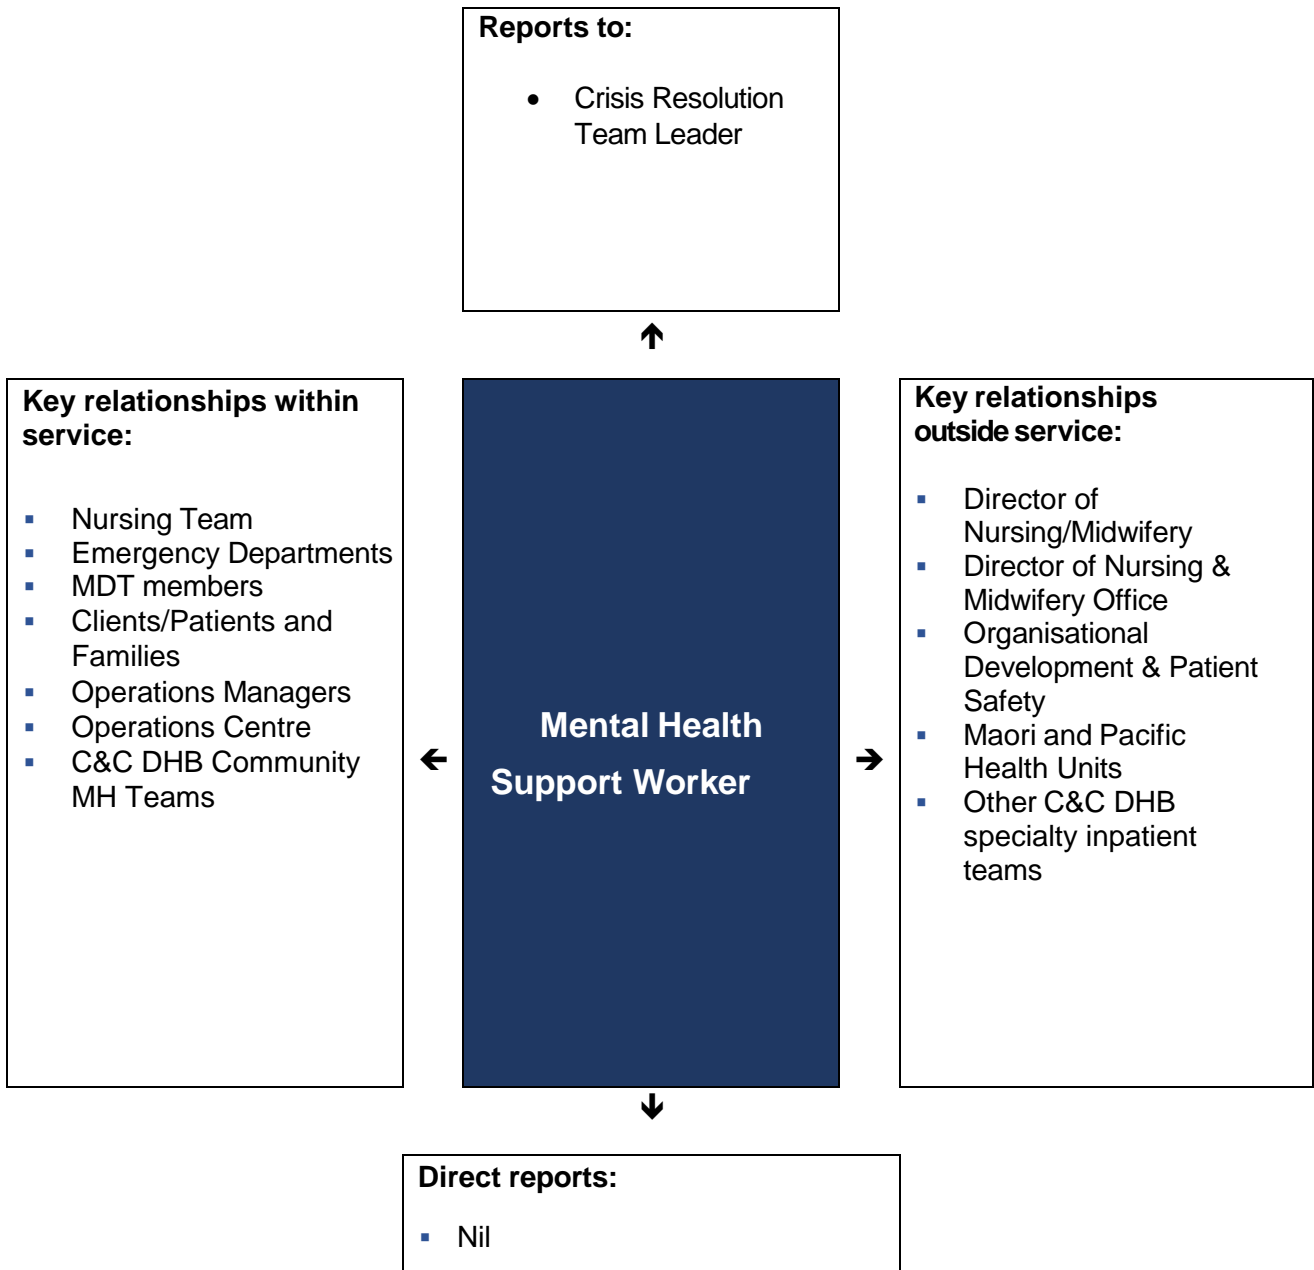 Reports to:
• Crisis Resolution
Team Leader
🡹
Key relationships within
service:
▪ Nursing Team
▪ Emergency Departments
▪ MDT members
▪ Clients/Patients and
Families
▪ Operations Managers
▪ Operations Centre
▪ C&C DHB Community
MH Teams
🡸
Mental Health
Support Worker
🡺
Key relationships
outside service:
▪ Director of
Nursing/Midwifery
▪ Director of Nursing &
Midwifery Office
▪ Organisational
Development & Patient
Safety
▪ Maori and Pacific
Health Units
▪ Other C&C DHB
specialty inpatient
teams
🡻
Direct reports:
▪ Nil